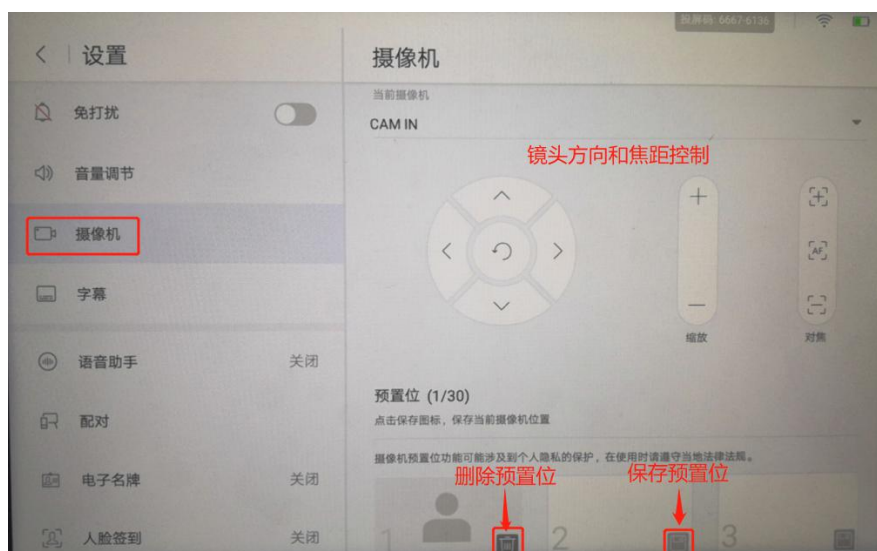 投屏码 6667-6136
设置
摄像机
免打扰
音量调节
摄像机
字幕
语音助手 关闭
配对
电子名牌 关闭
人脸签到 关闭
当前摄像机
CAM IN
镜头方向和焦距控制
AF
缩放
对焦
预置位 (1/30)
点击保存图标，保存当前摄像机位置
摄像机预置位功能可能涉及到个人隐私的保护，在使用时请遵守当地法律法规。
删除预置位
保存预置位
1
2
3